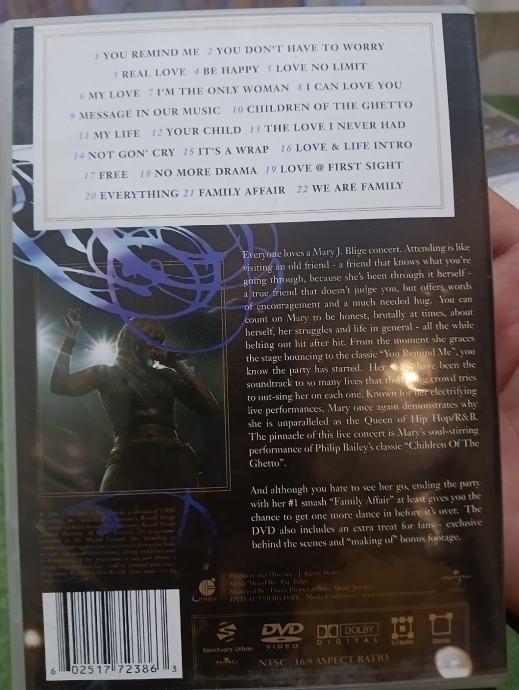 1 YOU REMIND ME 2 YOU DON'T HAVE TO WORRY
3 REAL LOVE 4 BE HAPPY 5 LOVE NO LIMIT
6 MY LOVE 7 I'M THE ONLY WOMAN 8 I CAN LOVE YOU
9 MESSAGE IN OUR MUSIC 10 CHILDREN OF THE GHETTO
11 MY LIFE 12 YOUR CHILD 13 THE LOVE I NEVER HAD
14 NOT GON' CRY 15 IT'S A WRAP 16 LOVE & LIFE INTRO
17 FREE 18 NO MORE DRAMA 19 LOVE @ FIRST SIGHT
20 EVERYTHING 21 FAMILY AFFAIR 22 WE ARE FAMILY
Everyone loves a Mary J. Blige concert. Attending is like
visiting an old friend - a friend that knows what you're
going through, because she's been through it herself -
a true friend that doesn't judge you, but offers words
of encouragement and a much needed hug. You can
count on Mary to be honest, brutally at times, about
herself, her struggles and life in general - all the while
belting out hit after hit. From the moment she graces
the stage bouncing to the classic "You Remind Me", you
know the party has started. Her have been the
soundtrack to so many lives that the crowd tries
to out-sing her on each one. Known for her electrifying
live performances, Mary once again demonstrates why
she is unparalleled as the Queen of Hip Hop/R&B.
The pinnacle of this live concert is Mary's soul-stirring
performance of Philip Bailey's classic "Children Of The
Ghetto".
And although you hate to see her go, ending the party
with her #1 smash "Family Affair" at least gives you the
chance to get one more dance in before it's over. The
DVD also includes an extra treat for fans - exclusive
behind the scenes and "making of" bonus footage.
Sanctuary Urban
DVD
VIDEO
DOLBY
DIGITAL
NTSC 16:9 ASPECT RATIO
6 02517 72386 3